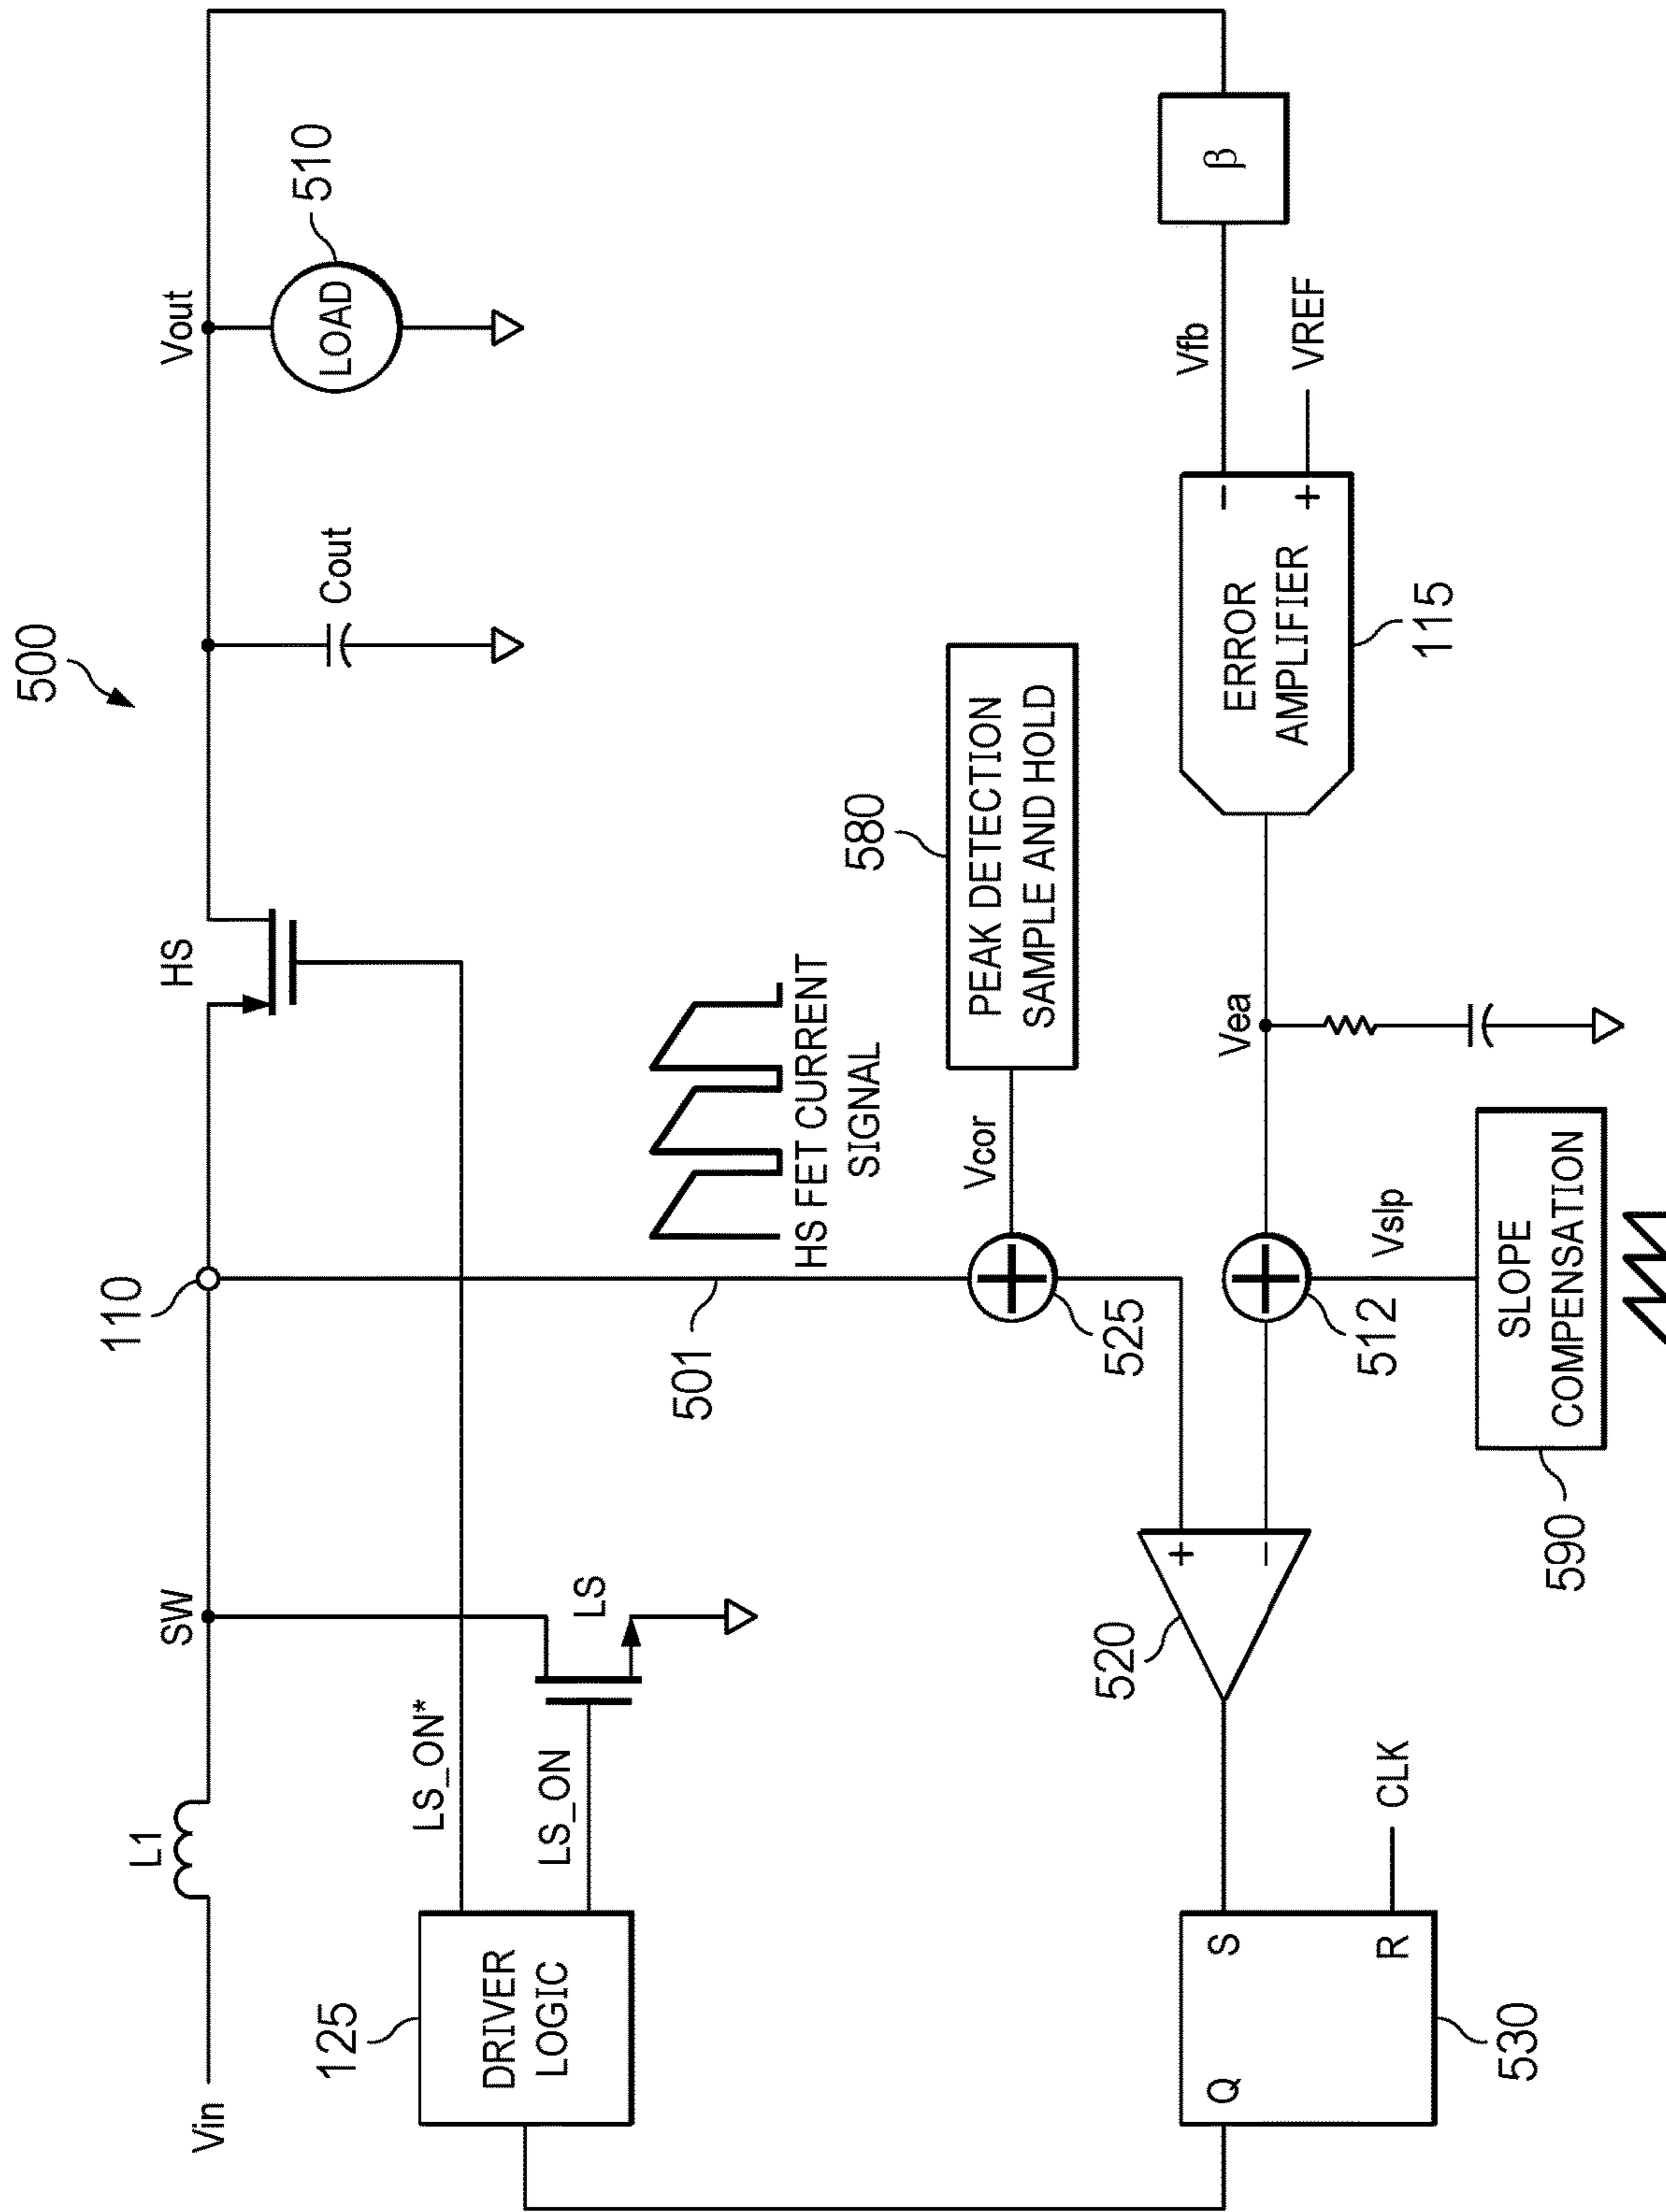 500
Vin
L1
SW
110
HS
Vout
Cout
LOAD
510
125
DRIVER
LOGIC
LS_ON*
LS_ON
LS
501
HS FET CURRENT
SIGNAL
580
PEAK DETECTION
SAMPLE AND HOLD
Vcor
525
β
Vfb
VREF
-
+
ERROR
AMPLIFIER
115
Vea
520
+
-
512
Vslp
SLOPE
COMPENSATION
590
Q
S
R
CLK
530